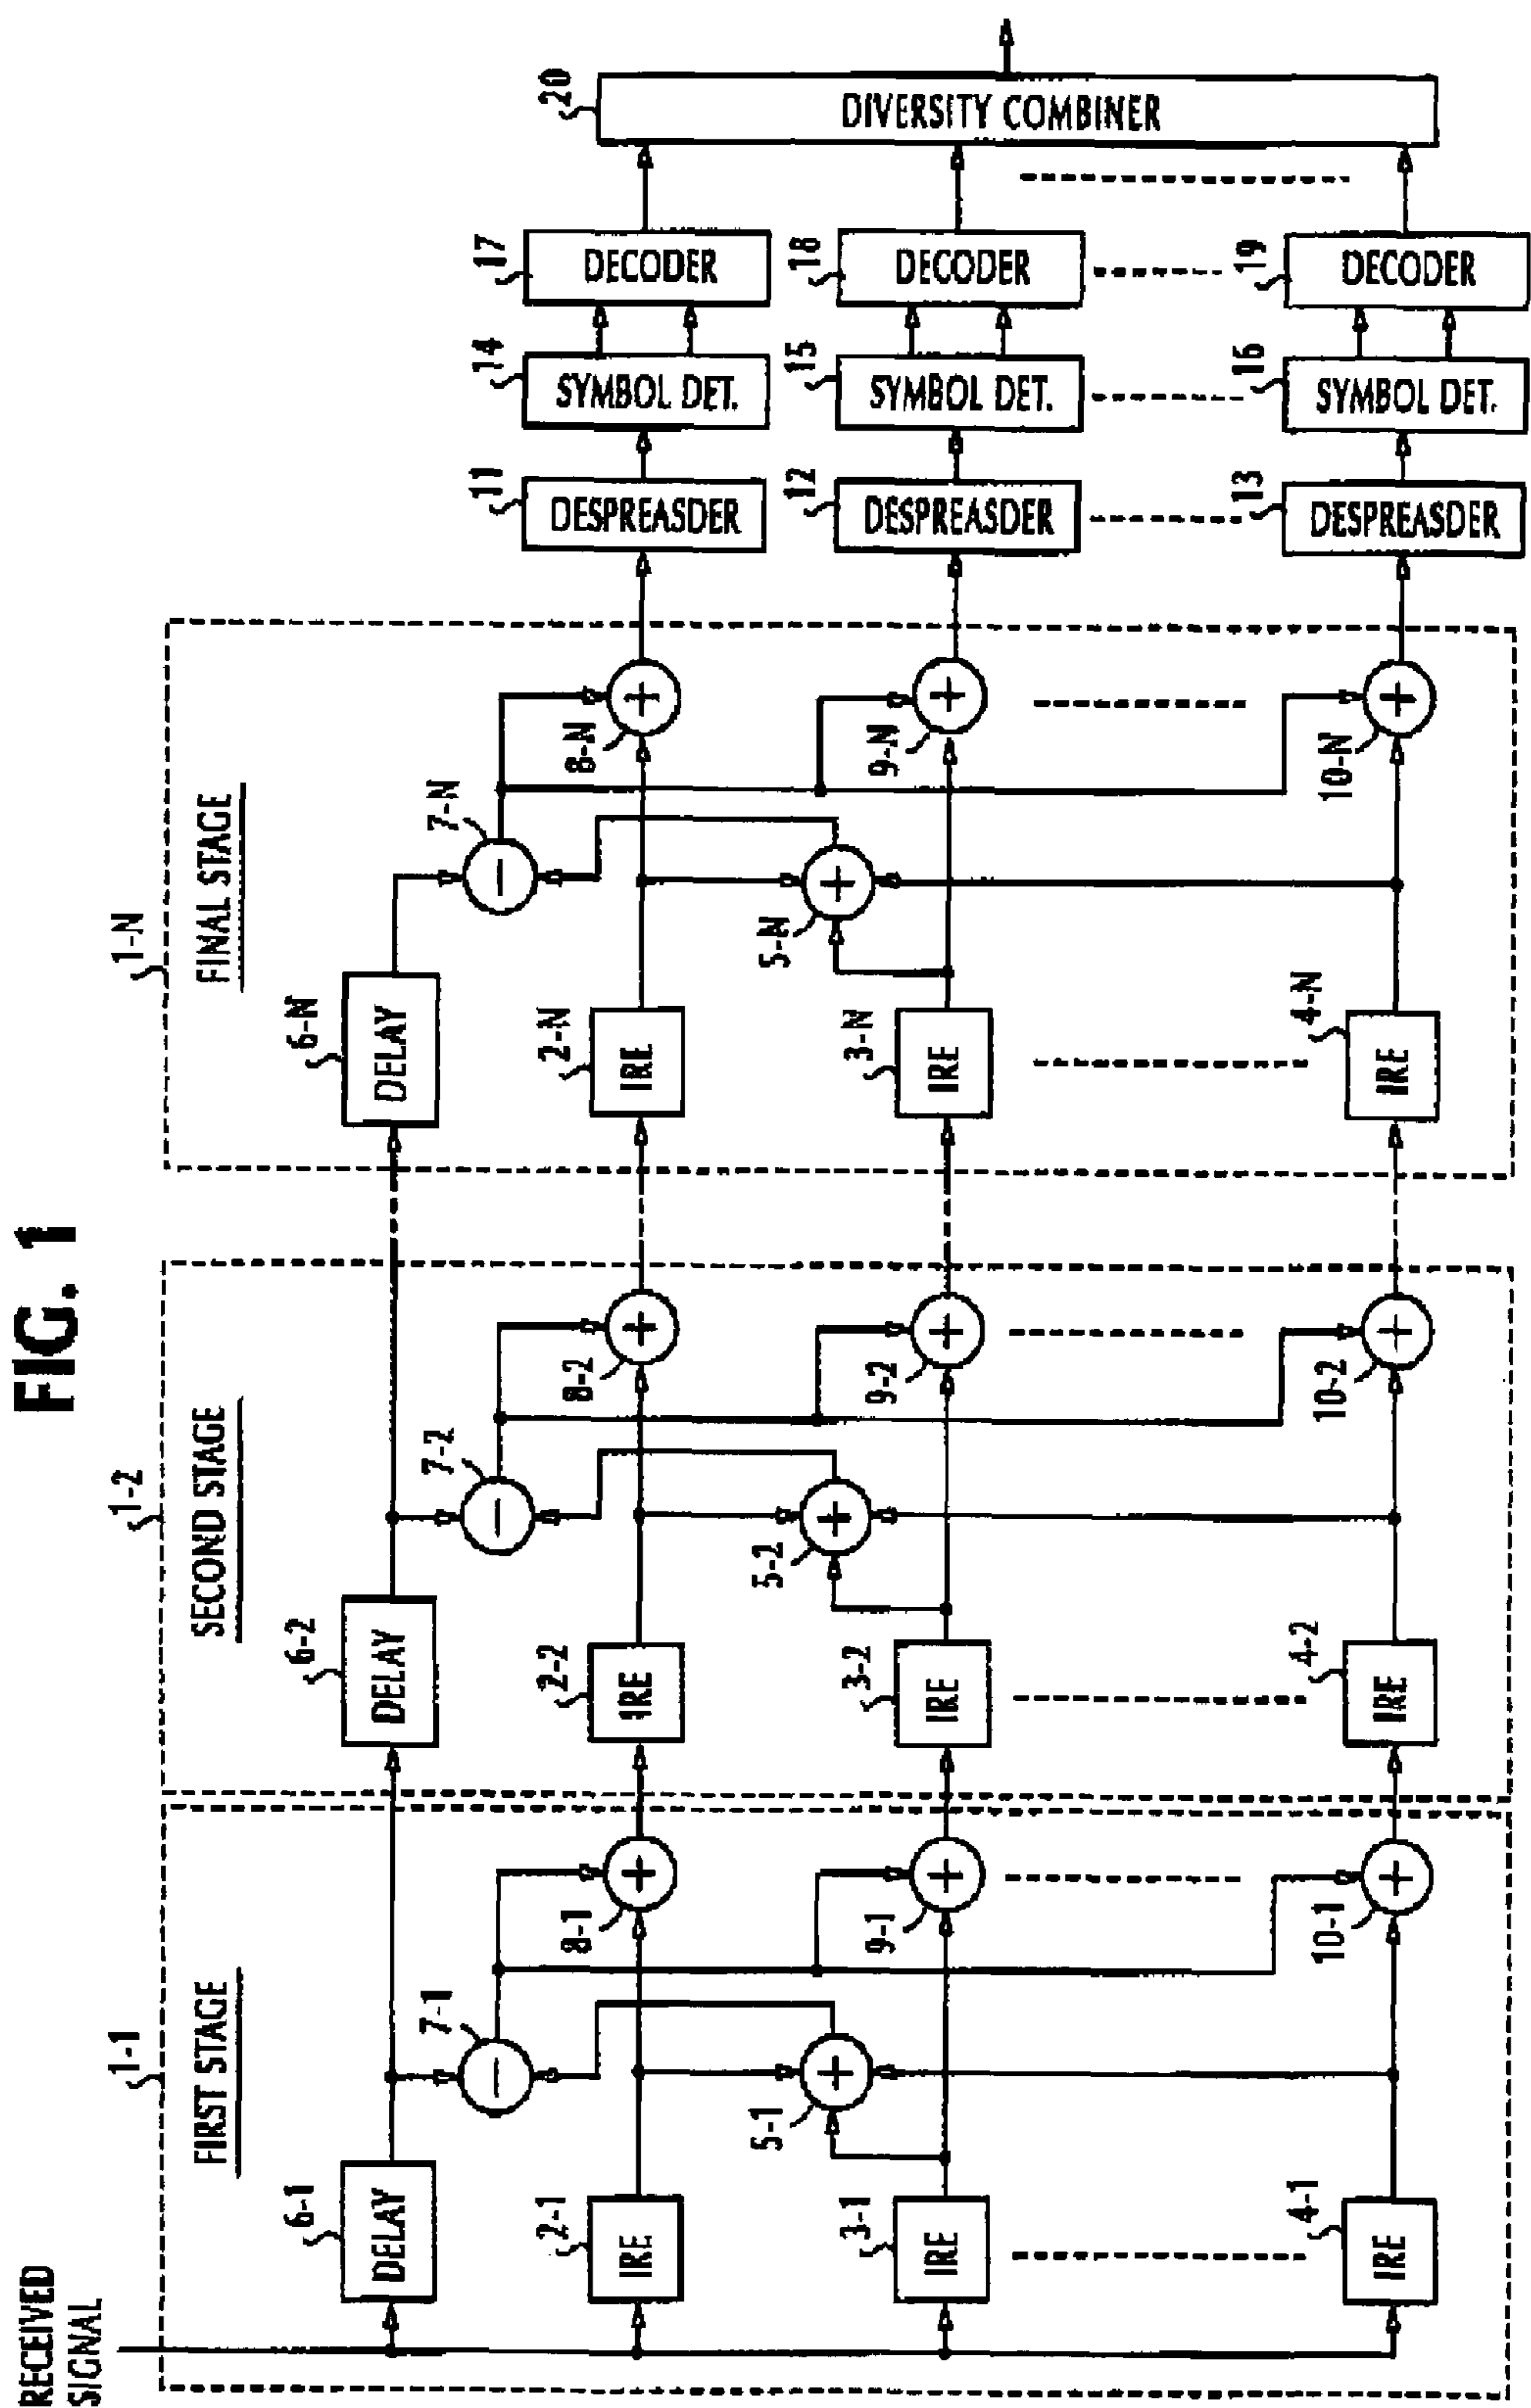 FIG. 1
RECEIVED
SIGNAL
1-1
FIRST STAGE
6-1
DELAY
7-1
2-1
IRE
8-1
5-1
3-1
IRE
9-1
4-1
IRE
10-1
1-2
SECOND STAGE
6-2
DELAY
7-2
2-2
IRE
8-2
5-2
3-2
IRE
9-2
4-2
IRE
10-2
1-N
FINAL STAGE
6-N
DELAY
7-N
2-N
IRE
8-N
5-N
3-N
IRE
9-N
4-N
IRE
10-N
11
DESPREASDER
14
SYMBOL DET.
17
DECODER
12
DESPREASDER
15
SYMBOL DET.
18
DECODER
13
DESPREASDER
16
SYMBOL DET.
19
DECODER
20
DIVERSITY COMBINER